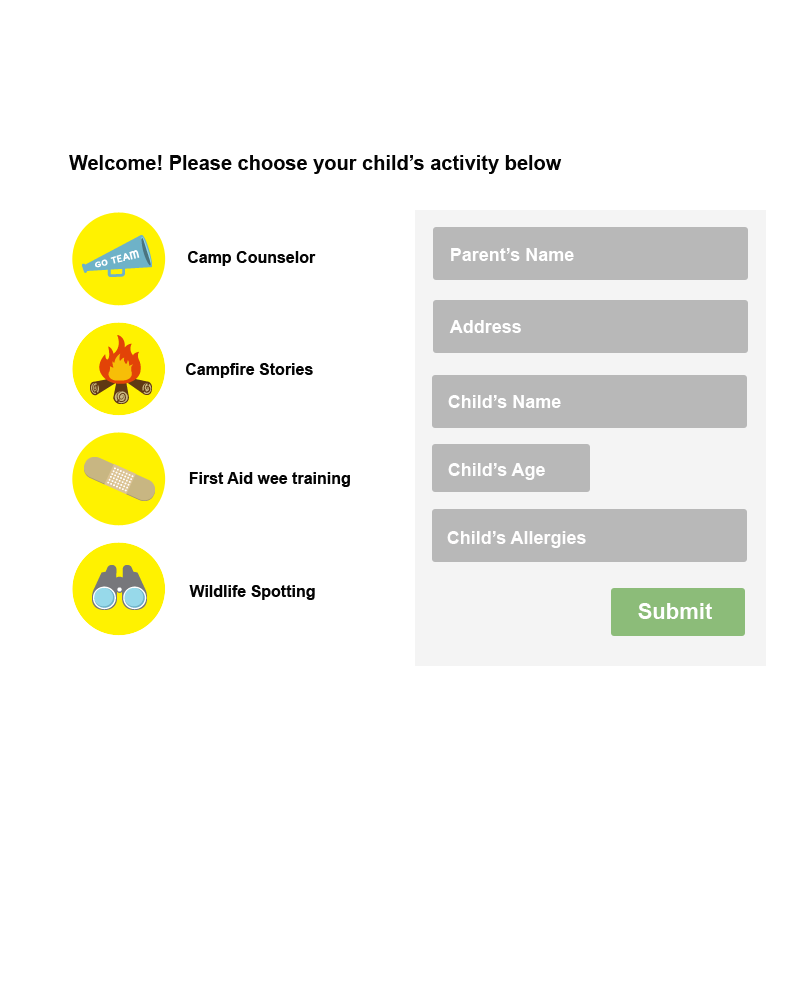 Welcome! Please choose your child’s activity below
GO TEAM
Camp Counselor
Campfire Stories
First Aid wee training
Wildlife Spotting
Parent’s Name
Address
Child’s Name
Child’s Age
Child’s Allergies
Submit